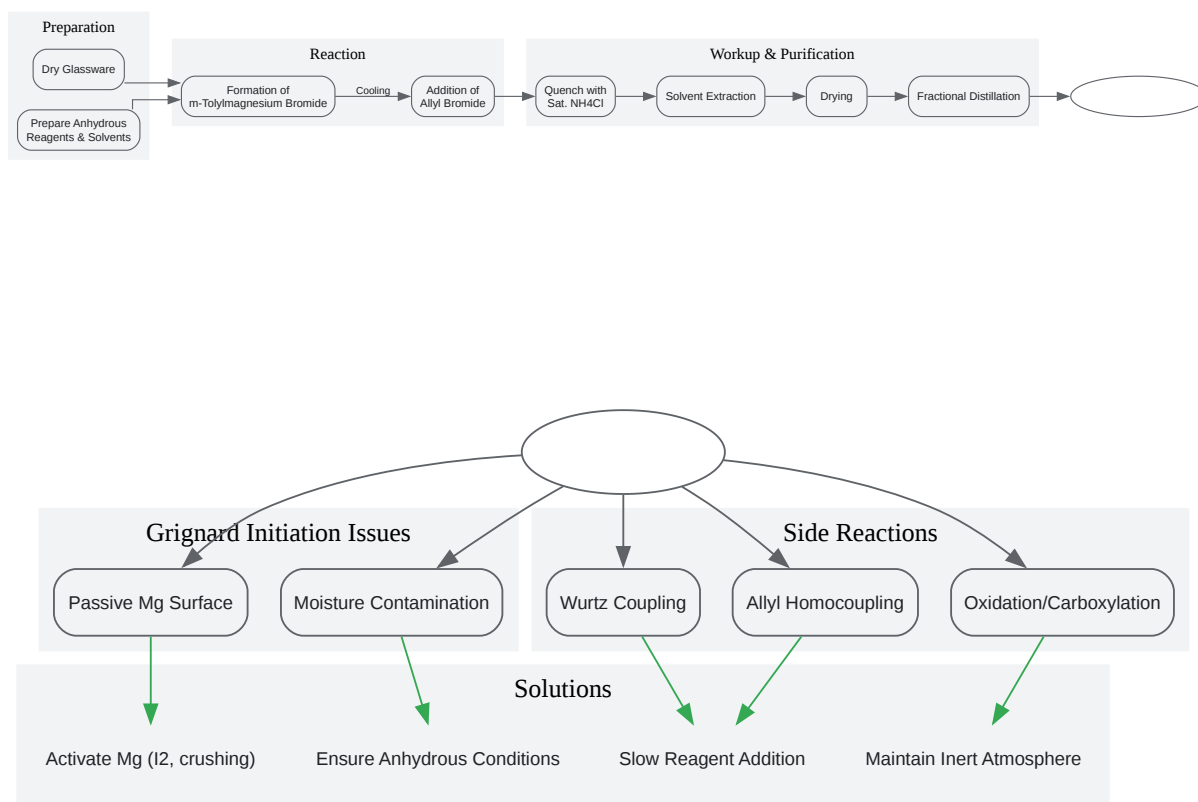 Preparation
Dry Glassware
Prepare Anhydrous
Reagents & Solvents
Reaction
Formation of
m-Tolylmagnesium Bromide
Cooling
Addition of
Allyl Bromide
Workup & Purification
Quench with
Sat. NH4Cl
Solvent Extraction
Drying
Fractional Distillation
Grignard Initiation Issues
Side Reactions
Passive Mg Surface
Moisture Contamination
Wurtz Coupling
Allyl Homocoupling
Oxidation/Carboxylation
Solutions
Activate Mg (I2, crushing)
Ensure Anhydrous Conditions
Slow Reagent Addition
Maintain Inert Atmosphere